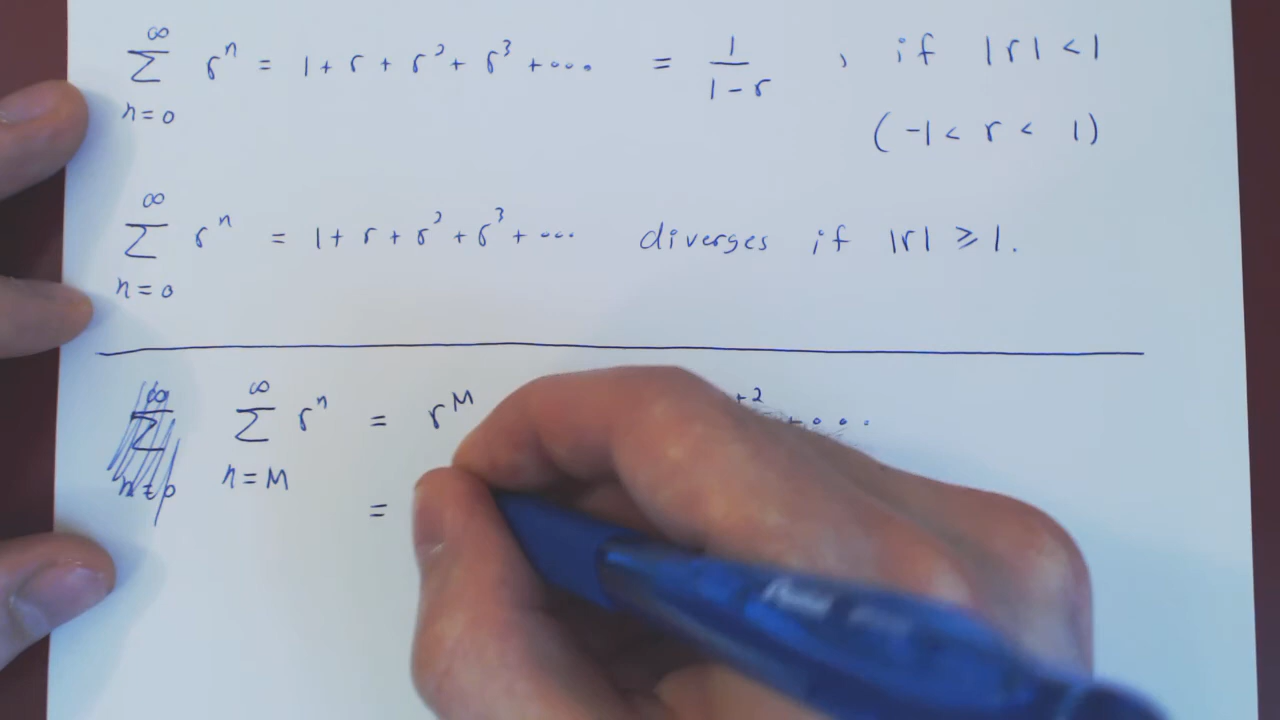 ∞
∑ rⁿ = 1 + r + r² + r³ + ... = 1/(1-r) , if |r| < 1
n=0
(-1 < r < 1)
∞
∑ rⁿ = 1 + r + r² + r³ + ... diverges if |r| ≥ 1.
n=0
∞
∑ rⁿ = r^M +2 + ...
n=M
=